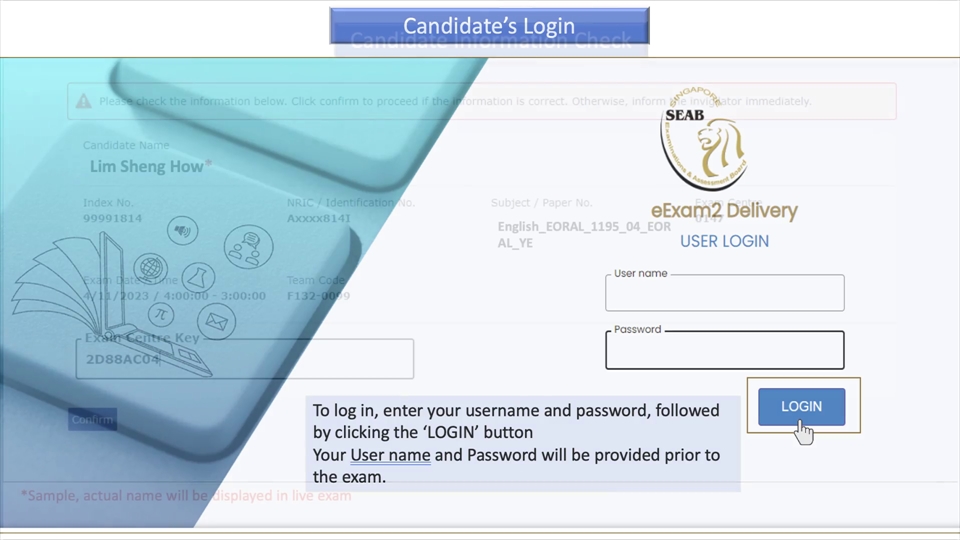 Candidate's Login
Candidate Information Check
Please check the information below. Click confirm to proceed if the information is correct. Otherwise, inform the invigilator immediately.
SINGAPORE
SEAB
Examinations & Assessment Board
Candidate Name
Lim Sheng How*
Index No.
NRIC / Identification No.
Subject / Paper No.
Exam Centre
99991814
Axxxx814I
English_EORAL_1195_04_EOR
AL_YE
eExam2 Delivery
USER LOGIN
Exam Date / Time
Team Code
4/11/2023 / 4:00:00 - 3:00:00
F132-0099
User name
Password
Exam Centre Key
2D88AC04
LOGIN
Confirm
To log in, enter your username and password, followed
by clicking the ‘LOGIN’ button
Your User name and Password will be provided prior to
the exam.
*Sample, actual name will be displayed in live exam